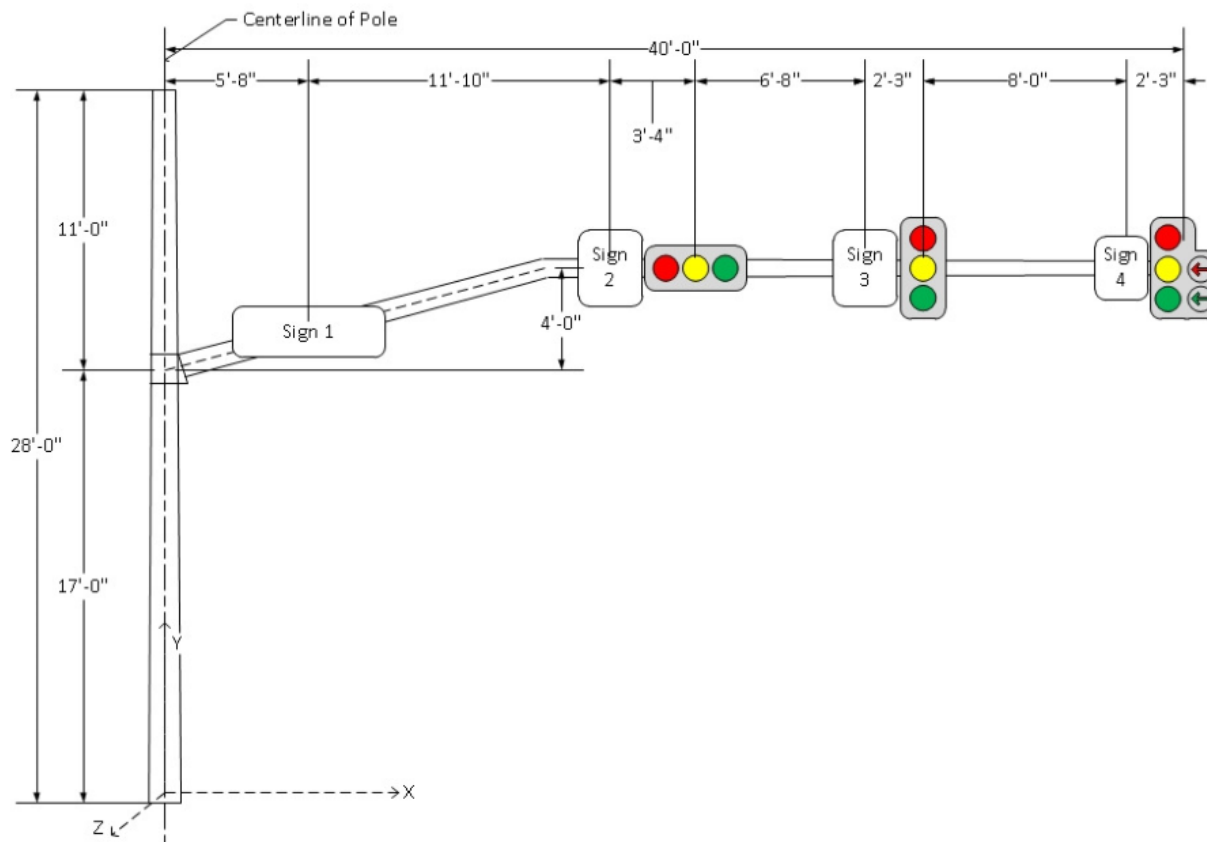 Centerline of Pole
40'-0"
5'-8"
11'-10"
6'-8"
2'-3"
8'-0"
2'-3"
3'-4"
11'-0"
Sign
2
Sign
3
Sign
4
4'-0"
Sign 1
28'-0"
17'-0"
Y
X
Z